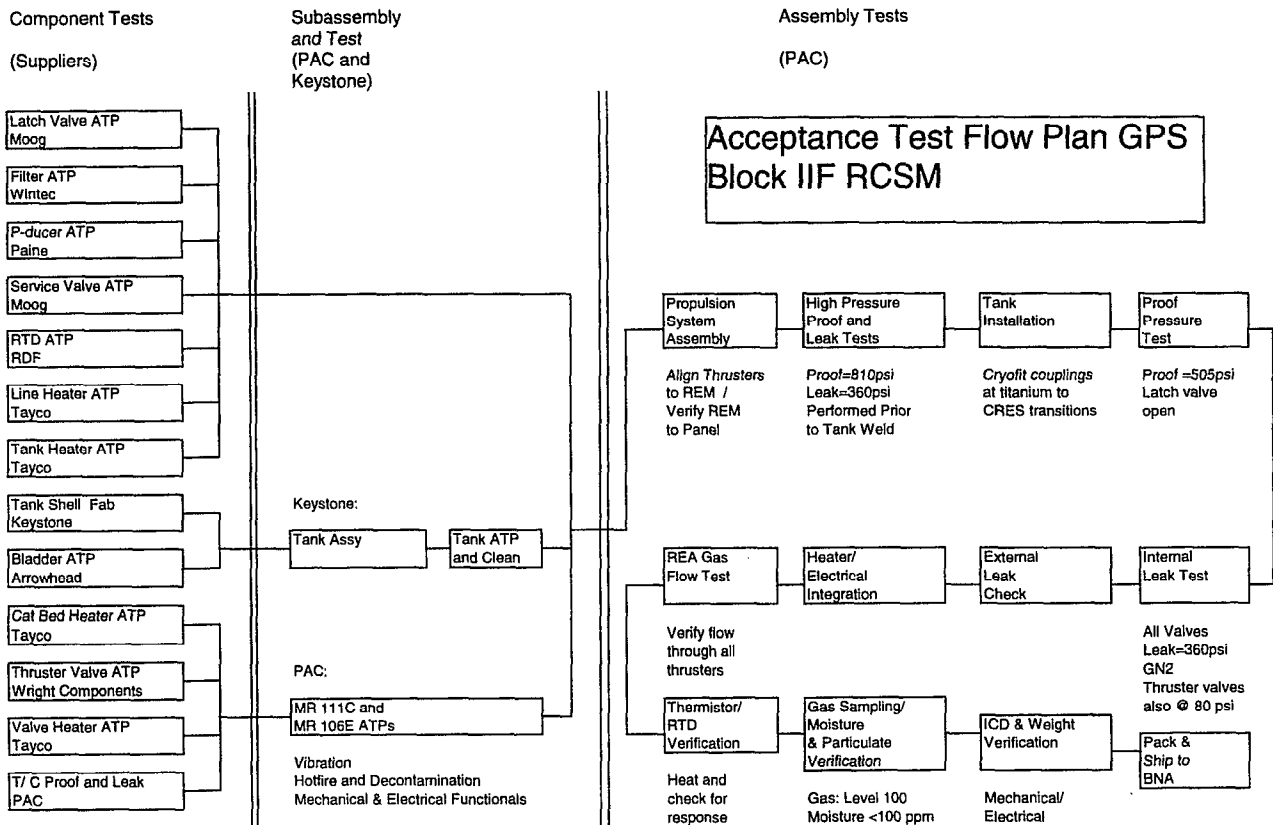 Component Tests
(Suppliers)
Subassembly
and Test
(PAC and
Keystone)
Assembly Tests
(PAC)
Acceptance Test Flow Plan GPS
Block IIF RCSM
Latch Valve ATP
Moog
Filter ATP
Wintec
P-ducer ATP
Paine
Service Valve ATP
Moog
RTD ATP
RDF
Line Heater ATP
Tayco
Tank Heater ATP
Tayco
Tank Shell Fab
Keystone
Bladder ATP
Arrowhead
Cat Bed Heater ATP
Tayco
Thruster Valve ATP
Wright Components
Valve Heater ATP
Tayco
T/ C Proof and Leak
PAC
Keystone:
Tank Assy
Tank ATP
and Clean
PAC:
MR 111C and
MR 106E ATPs
Vibration
Hotfire and Decontamination
Mechanical & Electrical Functionals
Propulsion
System
Assembly
Align Thrusters
to REM /
Verify REM
to Panel
High Pressure
Proof and
Leak Tests
Proof=810psi
Leak=360psi
Performed Prior
to Tank Weld
Tank
Installation
Cryofit couplings
at titanium to
CRES transitions
Proof
Pressure
Test
Proof =505psi
Latch valve
open
REA Gas
Flow Test
Verify flow
through all
thrusters
Heater/
Electrical
Integration
External
Leak
Check
Internal
Leak Test
All Valves
Leak=360psi
GN2
Thruster valves
also @ 80 psi
Thermistor/
RTD
Verification
Heat and
check for
response
Gas Sampling/
Moisture
& Particulate
Verification
Gas: Level 100
Moisture <100 ppm
ICD & Weight
Verification
Mechanical/
Electrical
Pack &
Ship to
BNA